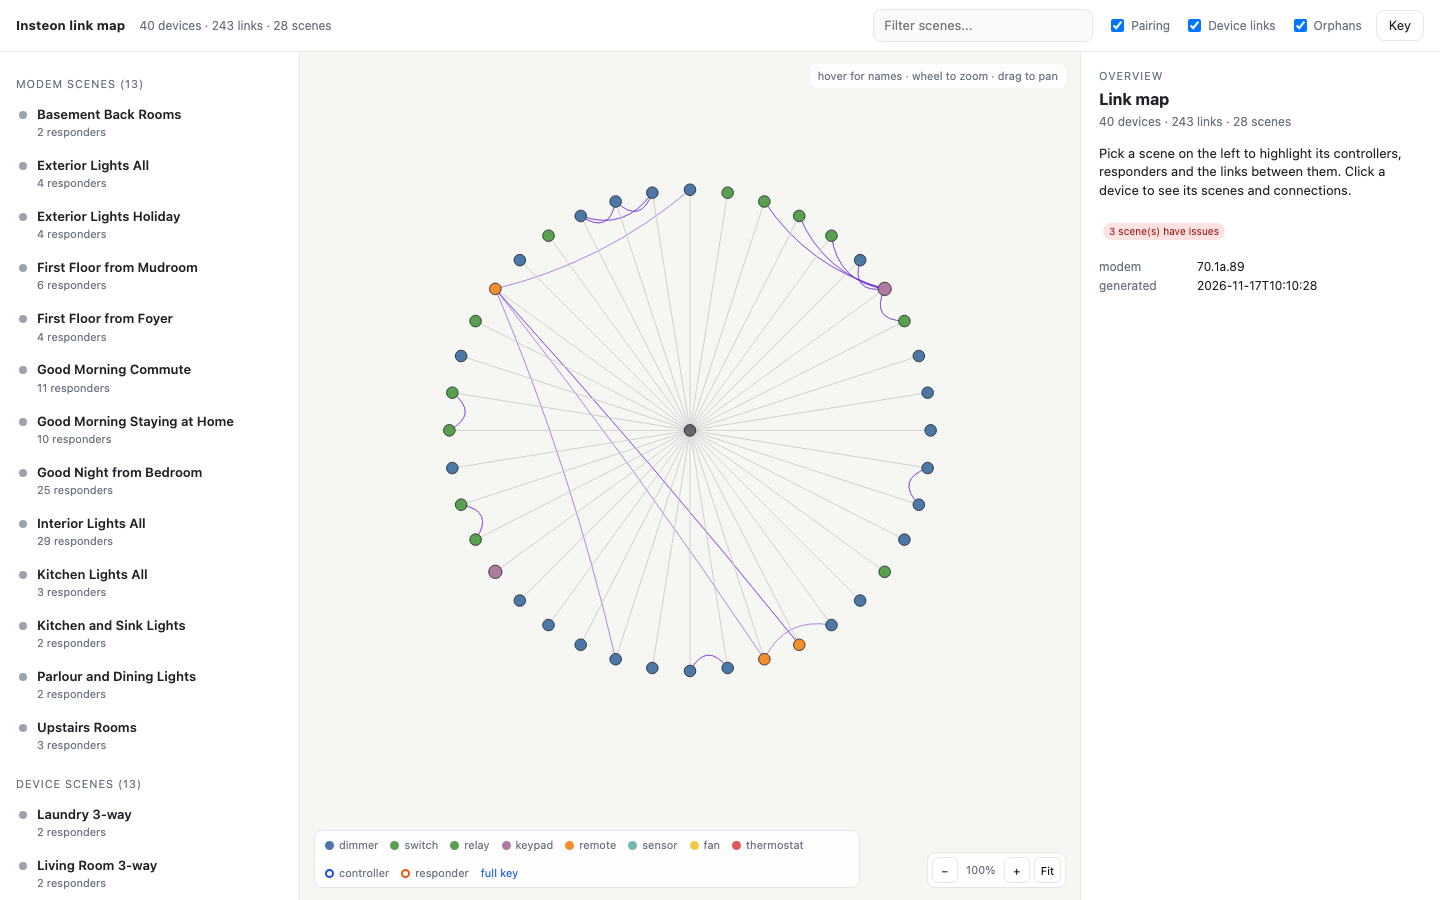 Insteon link map 40 devices · 243 links · 28 scenes Filter scenes... Pairing Device links Orphans Key
MODEM SCENES (13)
Basement Back Rooms
2 responders
Exterior Lights All
4 responders
Exterior Lights Holiday
4 responders
First Floor from Mudroom
6 responders
First Floor from Foyer
4 responders
Good Morning Commute
11 responders
Good Morning Staying at Home
10 responders
Good Night from Bedroom
25 responders
Interior Lights All
29 responders
Kitchen Lights All
3 responders
Kitchen and Sink Lights
2 responders
Parlour and Dining Lights
2 responders
Upstairs Rooms
3 responders
DEVICE SCENES (13)
Laundry 3-way
2 responders
Living Room 3-way
2 responders
hover for names · wheel to zoom · drag to pan
dimmer switch relay keypad remote sensor fan thermostat
controller responder full key
− 100% + Fit
OVERVIEW
Link map
40 devices · 243 links · 28 scenes
Pick a scene on the left to highlight its controllers,
responders and the links between them. Click a
device to see its scenes and connections.
3 scene(s) have issues
modem 70.1a.89
generated 2026-11-17T10:10:28